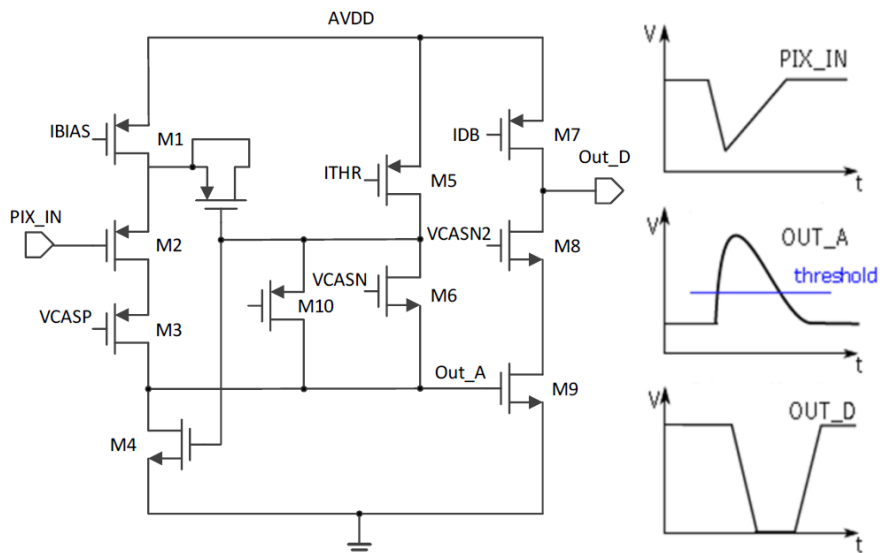 AVDD
V
PIX_IN
IBIAS
M1
IDB
M7
Out_D
ITHR
M5
t
PIX_IN
M2
VCASN2
M8
V
OUT_A
threshold
VCASN
M6
M10
VCASP
M3
t
Out_A
M9
V
OUT_D
M4
t